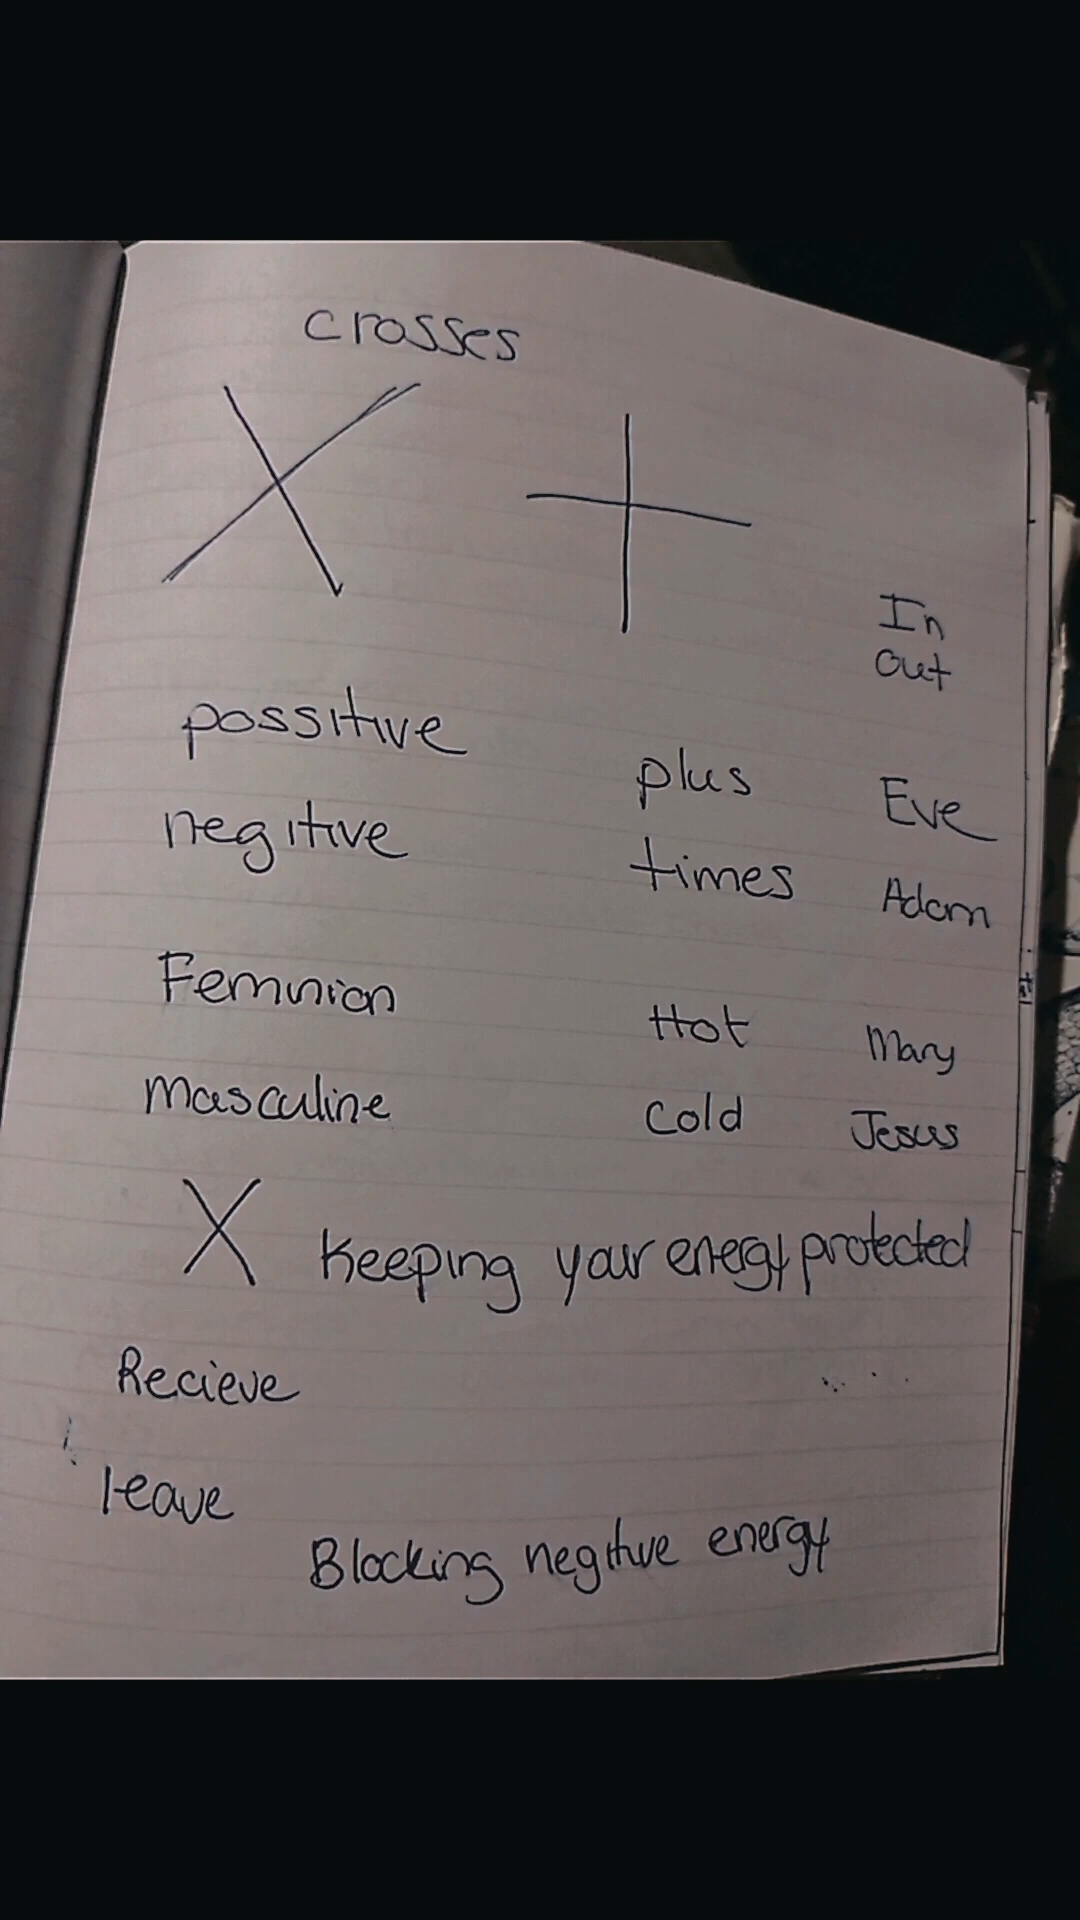 crosses
X +
In
out
possitive
plus Eve
negitive
times Adam
Hot Mary
masculine
Cold Jesus
X Keeping your energy protected
Recieve
leave
Blocking negitive energy